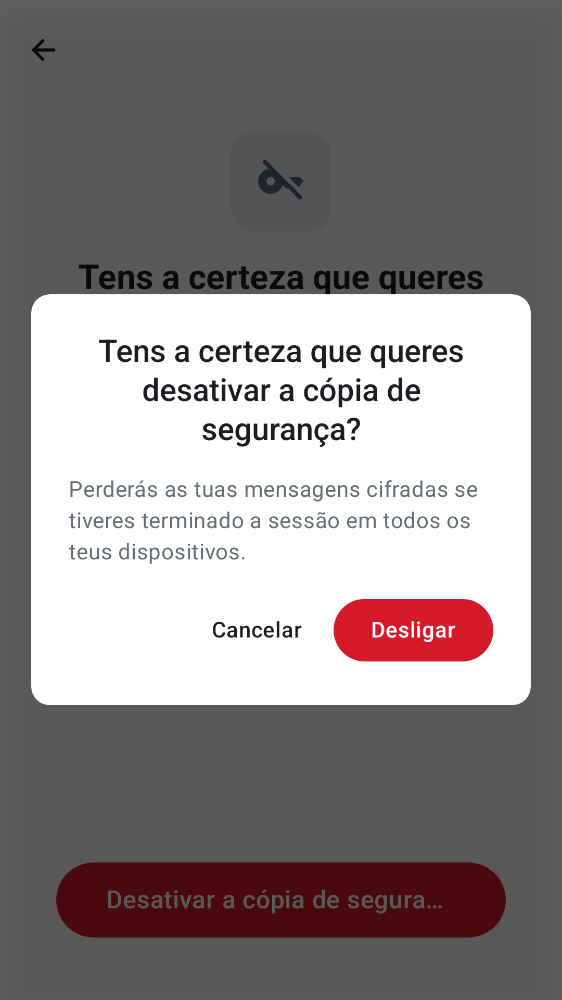 Tens a certeza que queres
Tens a certeza que queres
desativar a cópia de
segurança?
Perderás as tuas mensagens cifradas se
tiveres terminado a sessão em todos os
teus dispositivos.
Cancelar
Desligar
Desativar a cópia de segura…